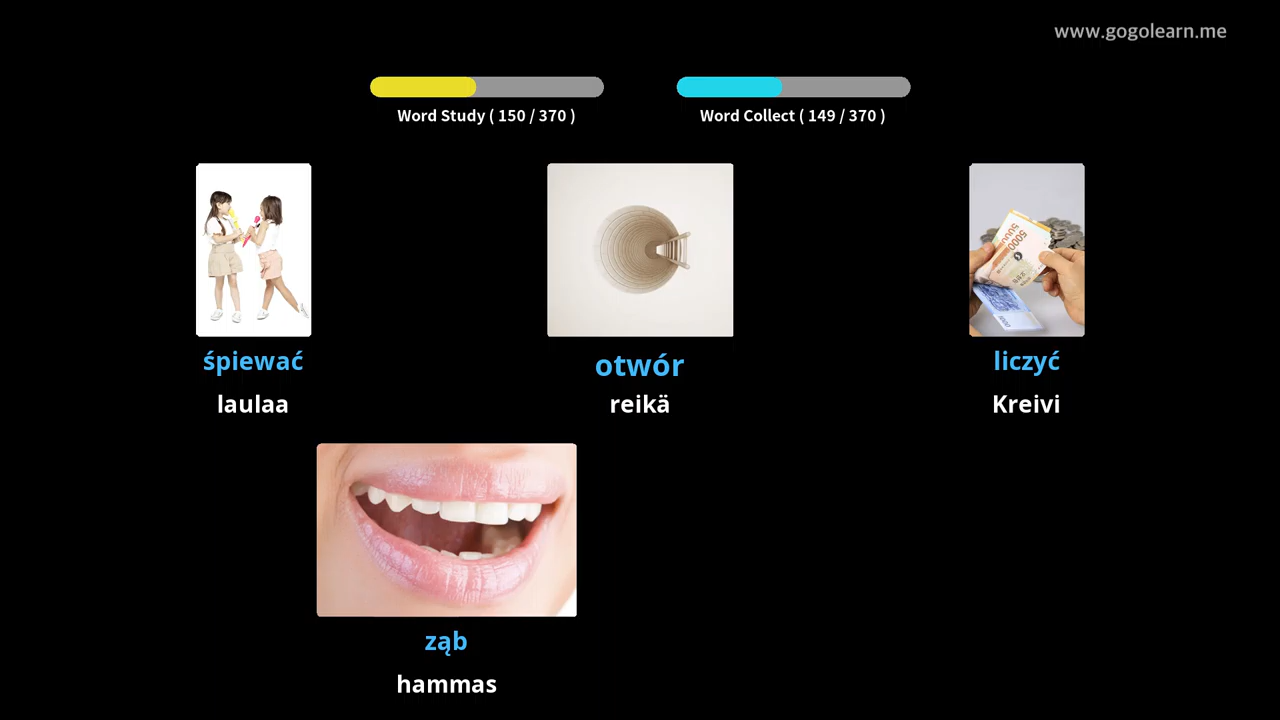 www.gogolearn.me
Word Study ( 150 / 370 )
Word Collect ( 149 / 370 )
śpiewać
laulaa
otwór
reikä
5000
liczyć
Kreivi
ząb
hammas